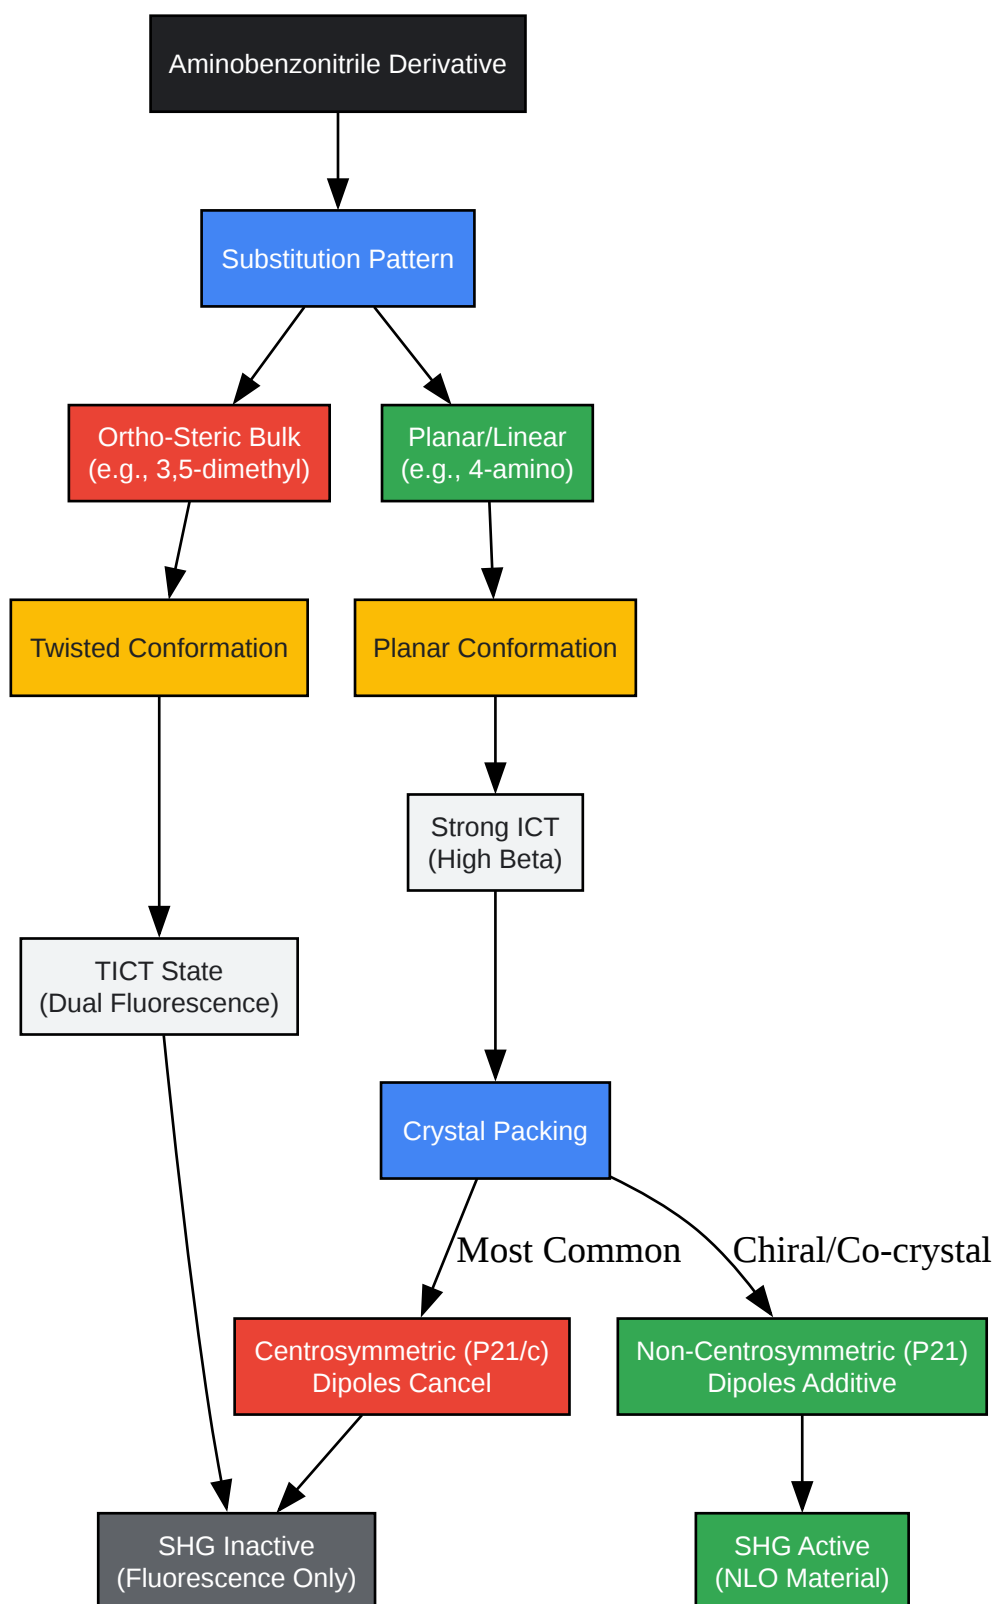 Aminobenzonitrile Derivative
Substitution Pattern
Ortho-Steric Bulk
(e.g., 3,5-dimethyl)
Planar/Linear
(e.g., 4-amino)
Twisted Conformation
Planar Conformation
Strong ICT
(High Beta)
TICT State
(Dual Fluorescence)
Crystal Packing
Most Common
Chiral/Co-crystal
Centrosymmetric (P21/c)
Dipoles Cancel
Non-Centrosymmetric (P21)
Dipoles Additive
SHG Inactive
(Fluorescence Only)
SHG Active
(NLO Material)